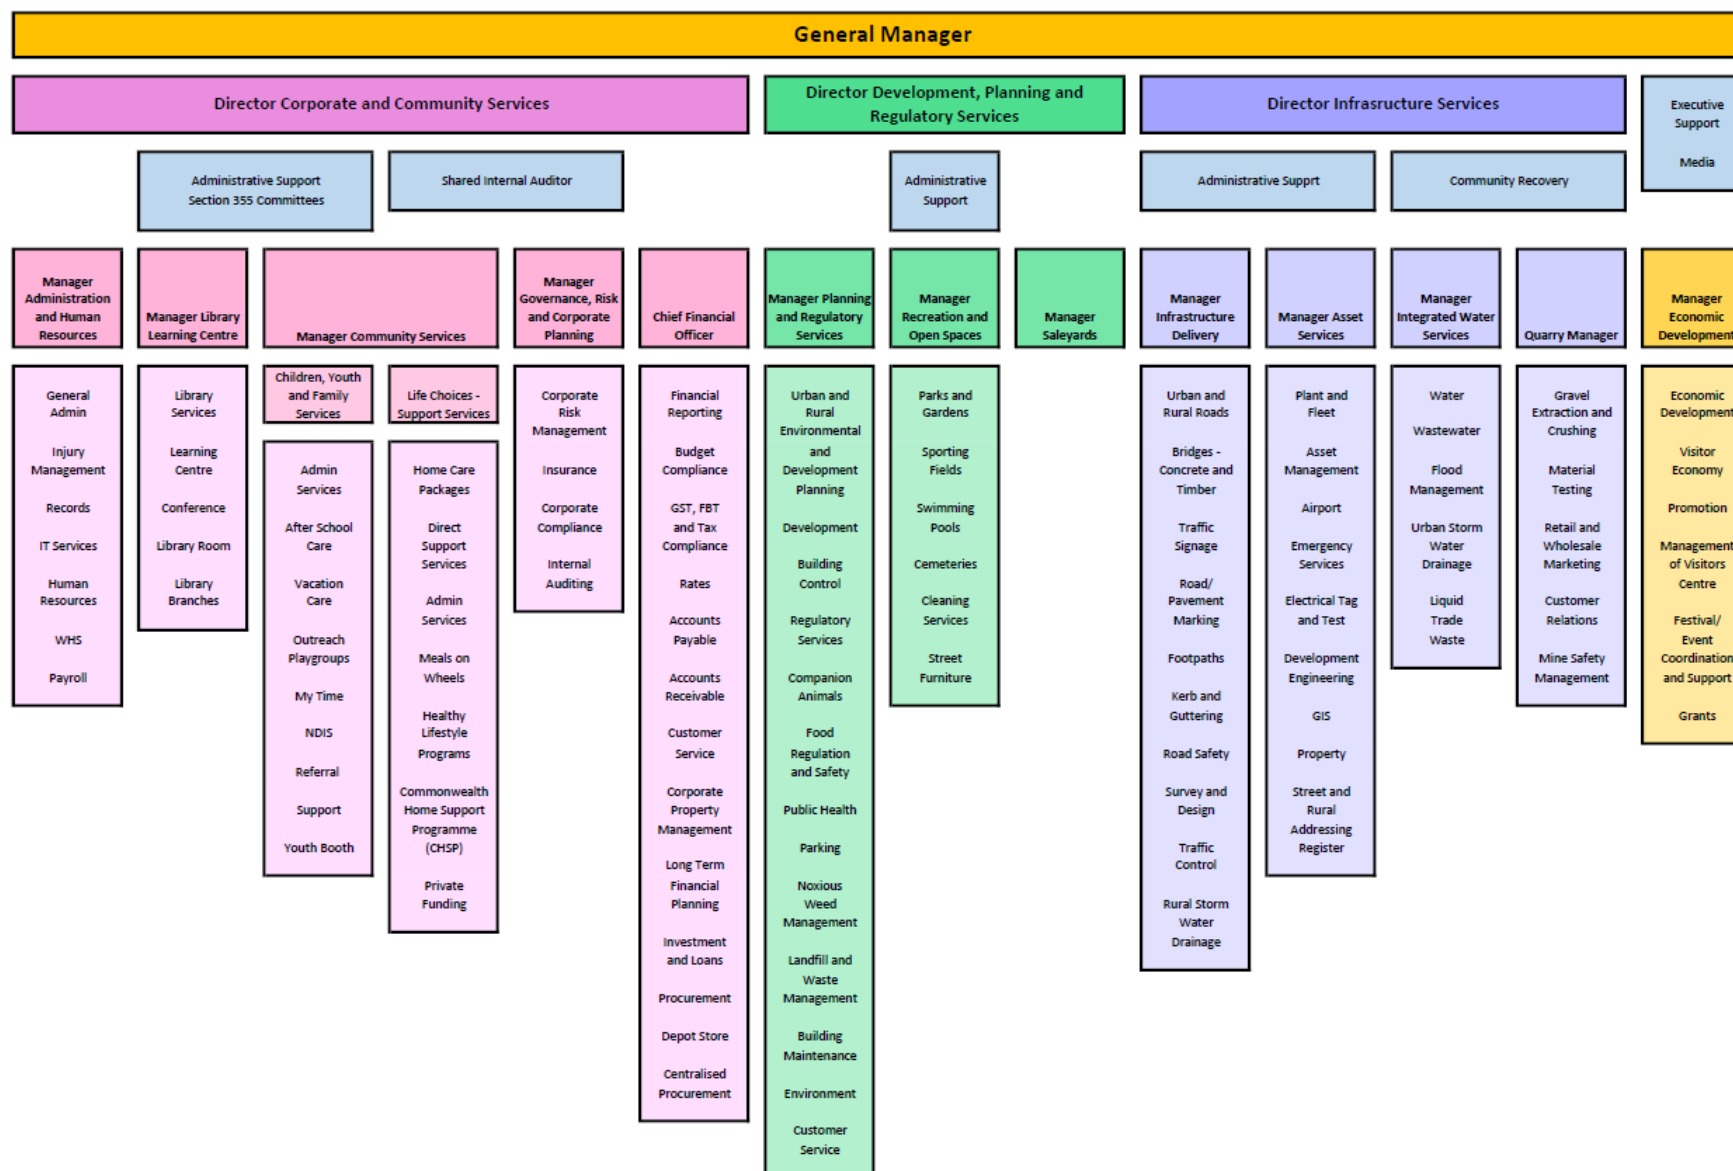 General Manager
Director Corporate and Community Services
Director Development, Planning and
Regulatory Services
Director Infrasructure Services
Executive
Support
Media
Administrative Support
Section 355 Committees
Shared Internal Auditor
Administrative
Support
Administrative Supprt
Community Recovery
Manager
Administration
and Human
Resources
Manager Library
Learning Centre
Manager Community Services
Manager
Governance, Risk
and Corporate
Planning
Chief Financial
Officer
Manager Planning
and Regulatory
Services
Manager
Recreation and
Open Spaces
Manager
Saleyards
Manager
Infrastructure
Delivery
Manager Asset
Services
Manager
Integrated Water
Services
Quarry Manager
Manager
Economic
Development
General
Admin
Injury
Management
Records
IT Services
Human
Resources
WHS
Payroll
Library
Services
Learning
Centre
Conference
Library Room
Library
Branches
Children, Youth
and Family
Services
Admin
Services
After School
Care
Vacation
Care
Outreach
Playgroups
My Time
NDIS
Referral
Support
Youth Booth
Life Choices -
Support Services
Home Care
Packages
Direct
Support
Services
Admin
Services
Meals on
Wheels
Healthy
Lifestyle
Programs
Commonwealth
Home Support
Programme
(CHSP)
Private
Funding
Corporate
Risk
Management
Insurance
Corporate
Compliance
Internal
Auditing
Financial
Reporting
Budget
Compliance
GST, FBT
and Tax
Compliance
Rates
Accounts
Payable
Accounts
Receivable
Customer
Service
Corporate
Property
Management
Long Term
Financial
Planning
Investment
and Loans
Procurement
Depot Store
Centralised
Procurement
Urban and
Rural
Environmental
and
Development
Planning
Development
Building
Control
Regulatory
Services
Companion
Animals
Food
Regulation
and Safety
Public Health
Parking
Noxious
Weed
Management
Landfill and
Waste
Management
Building
Maintenance
Environment
Customer
Service
Parks and
Gardens
Sporting
Fields
Swimming
Pools
Cemeteries
Cleaning
Services
Street
Furniture
Urban and
Rural Roads
Bridges -
Concrete and
Timber
Traffic
Signage
Road/
Pavement
Marking
Footpaths
Kerb and
Guttering
Road Safety
Survey and
Design
Traffic
Control
Rural Storm
Water
Drainage
Plant and
Fleet
Asset
Management
Airport
Emergency
Services
Electrical Tag
and Test
Development
Engineering
GIS
Property
Street and
Rural
Addressing
Register
Water
Wastewater
Flood
Management
Urban Storm
Water
Drainage
Liquid
Trade
Waste
Gravel
Extraction and
Crushing
Material
Testing
Retail and
Wholesale
Marketing
Customer
Relations
Mine Safety
Management
Economic
Development
Visitor
Economy
Promotion
Management
of Visitors
Centre
Festival/
Event
Coordination
and Support
Grants